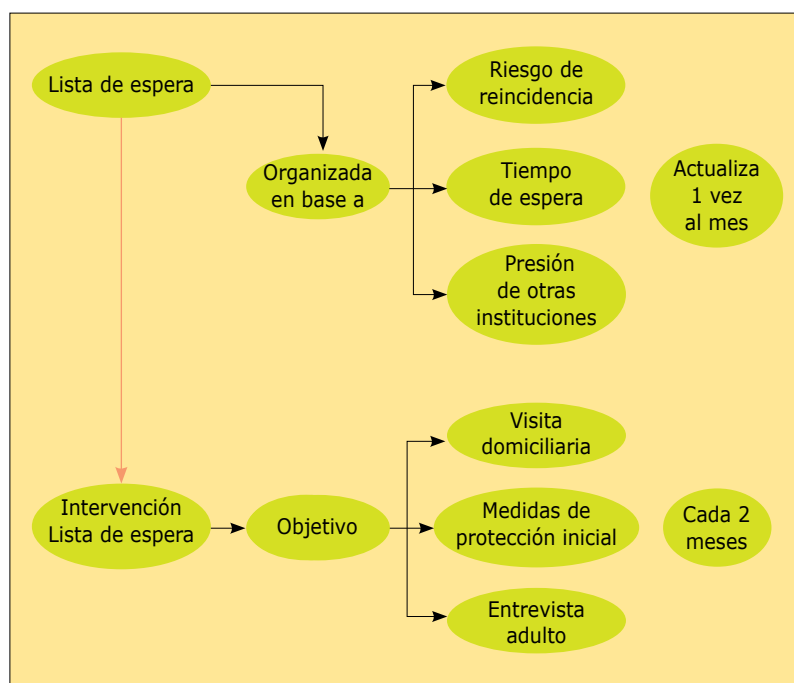 Lista de espera
Organizada
en base a
Riesgo de
reincidencia
Tiempo
de espera
Presión
de otras
instituciones
Actualiza
1 vez
al mes
Intervención
Lista de espera
Objetivo
Visita
domiciliaria
Medidas de
protección inicial
Entrevista
adulto
Cada 2
meses